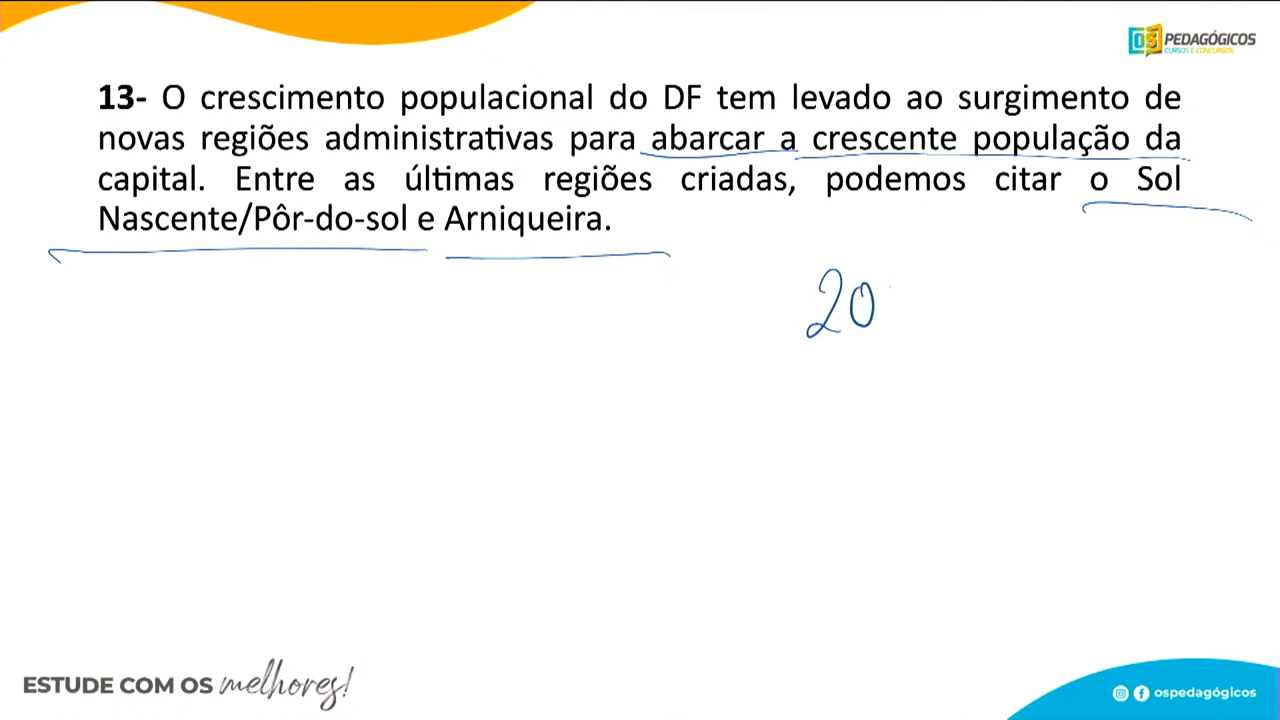 OS PEDAGÓGICOS
CURSOS E CONCURSOS
13- O crescimento populacional do DF tem levado ao surgimento de
novas regiões administrativas para abarcar a crescente população da
capital. Entre as últimas regiões criadas, podemos citar o Sol
Nascente/Pôr-do-sol e Arniqueira.
20
ESTUDE COM OS melhores!
ospedagógicos